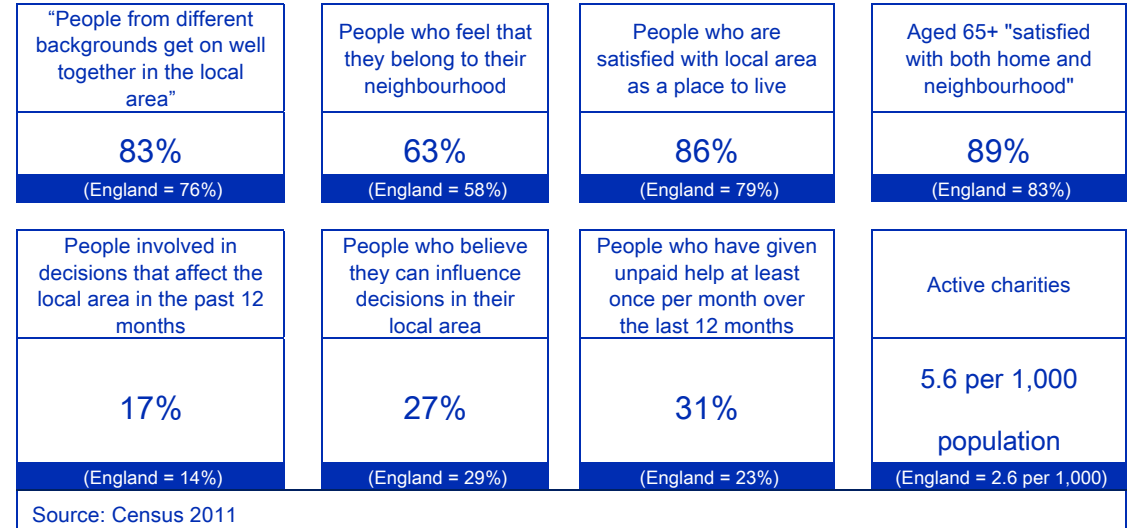 “People from different
backgrounds get on well
together in the local
area”
83%
(England = 76%)
People who feel that
they belong to their
neighbourhood
63%
(England = 58%)
People who are
satisfied with local area
as a place to live
86%
(England = 79%)
Aged 65+ "satisfied
with both home and
neighbourhood"
89%
(England = 83%)
People involved in
decisions that affect the
local area in the past 12
months
17%
(England = 14%)
People who believe
they can influence
decisions in their
local area
27%
(England = 29%)
People who have given
unpaid help at least
once per month over
the last 12 months
31%
(England = 23%)
Active charities
5.6 per 1,000
population
(England = 2.6 per 1,000)
Source: Census 2011